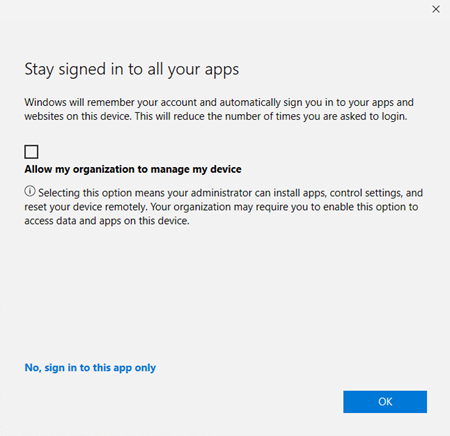 Stay signed in to all your apps
Windows will remember your account and automatically sign you in to your apps and
websites on this device. This will reduce the number of times you are asked to login.
Allow my organization to manage my device
Selecting this option means your administrator can install apps, control settings, and
reset your device remotely. Your organization may require you to enable this option to
access data and apps on this device.
No, sign in to this app only
OK